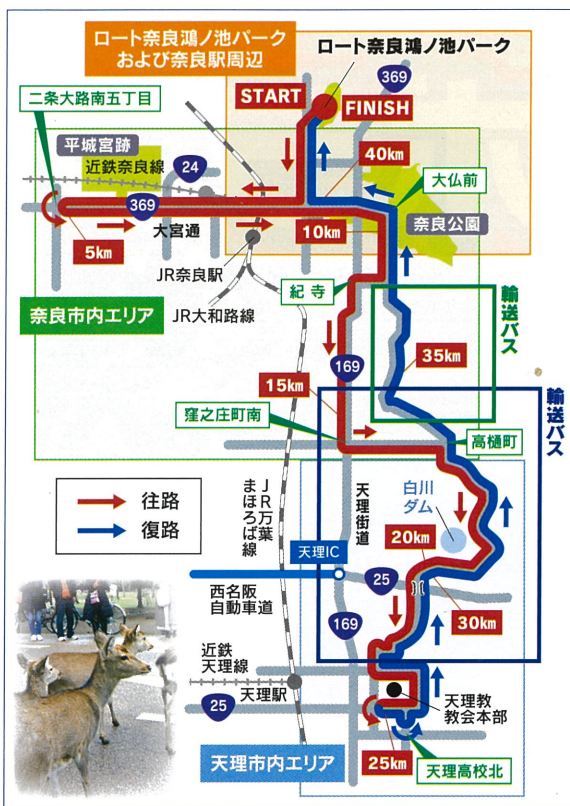 ロート奈良鴻ノ池パーク
および奈良駅周辺
ロート奈良鴻ノ池パーク
369
START
FINISH
二条大路南五丁目
平城宮跡
近鉄奈良線
24
40km
大仏前
369
5km
大宮通
10km
奈良公園
JR奈良駅
紀寺
奈良市内エリア
JR大和路線
輸送バス
169
35km
15km
輸送バス
窪之庄町南
高樋町
往路
復路
JR万葉
まほろば線
天理街道
白川
ダム
20km
天理IC
西名阪
自動車道
25
30km
169
近鉄
天理線
天理駅
25
天理教
教会本部
天理市内エリア
25km
天理高校北